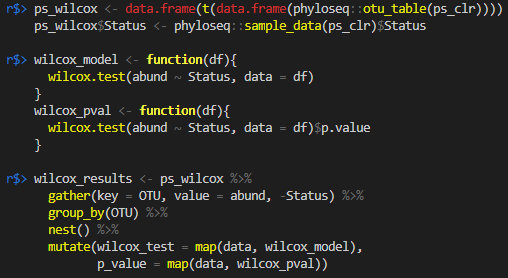 r$> ps_wilcox <- data.frame(t(data.frame(phyloseq::otu_table(ps_clr))))
ps_wilcox$Status <- phyloseq::sample_data(ps_clr)$Status
r$> wilcox_model <- function(df){
wilcox.test(abund ~ Status, data = df)
}
wilcox_pval <- function(df){
wilcox.test(abund ~ Status, data = df)$p.value
}
r$> wilcox_results <- ps_wilcox %>%
gather(key = OTU, value = abund, -Status) %>%
group_by(OTU) %>%
nest() %>%
mutate(wilcox_test = map(data, wilcox_model),
p_value = map(data, wilcox_pval))